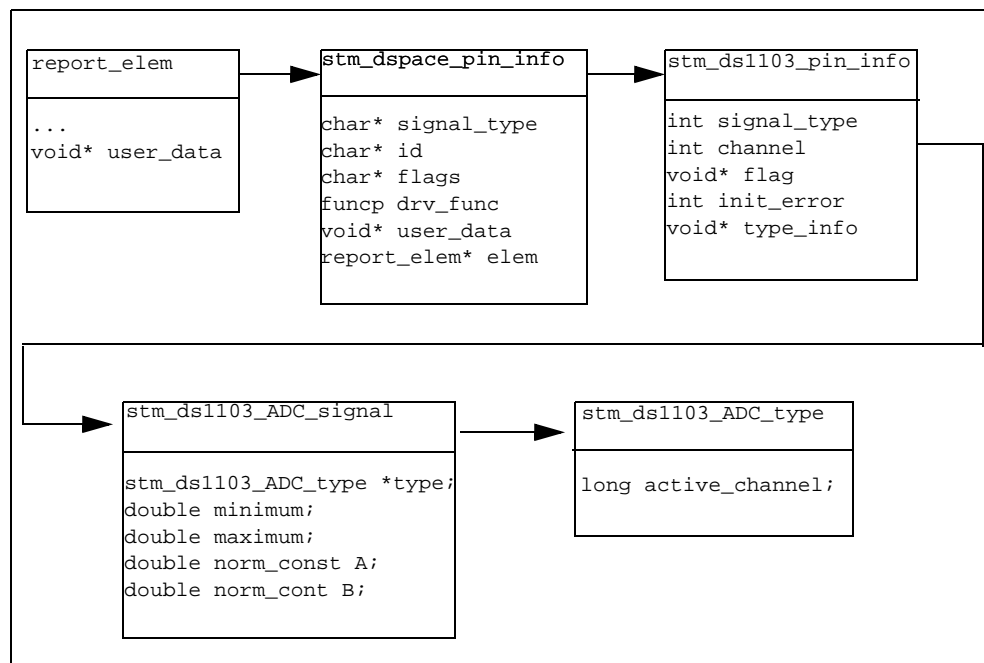 report_elem
...
void* user_data
stm_dspace_pin_info
char* signal_type
char* id
char* flags
funcp drv_func
void* user_data
report_elem* elem
stm_ds1103_pin_info
int signal_type
int channel
void* flag
int init_error
void* type_info
stm_ds1103_ADC_signal
stm_ds1103_ADC_type *type;
double minimum;
double maximum;
double norm_const A;
double norm_cont B;
stm_ds1103_ADC_type
long active_channel;